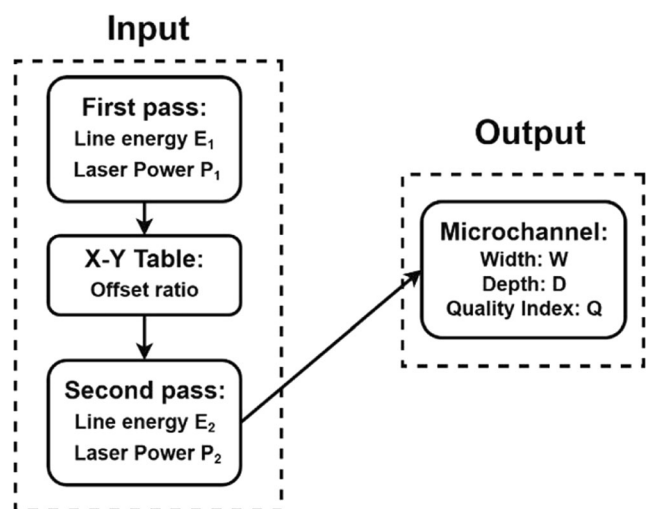 Input
First pass:
Line energy E₁
Laser Power P₁
X-Y Table:
Offset ratio
Second pass:
Line energy E₂
Laser Power P₂
Output
Microchannel:
Width: W
Depth: D
Quality Index: Q